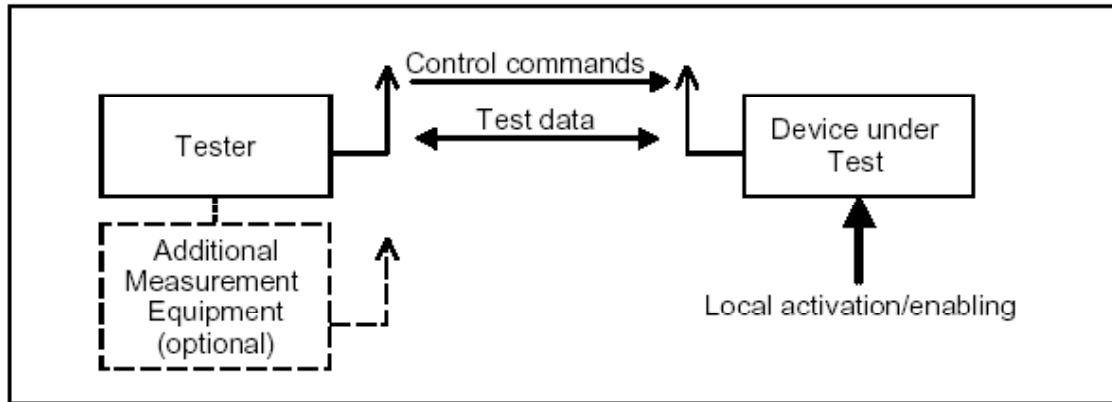 Control commands
Test data
Tester
Device under
Test
Additional
Measurement
Equipment
(optional)
Local activation/enabling